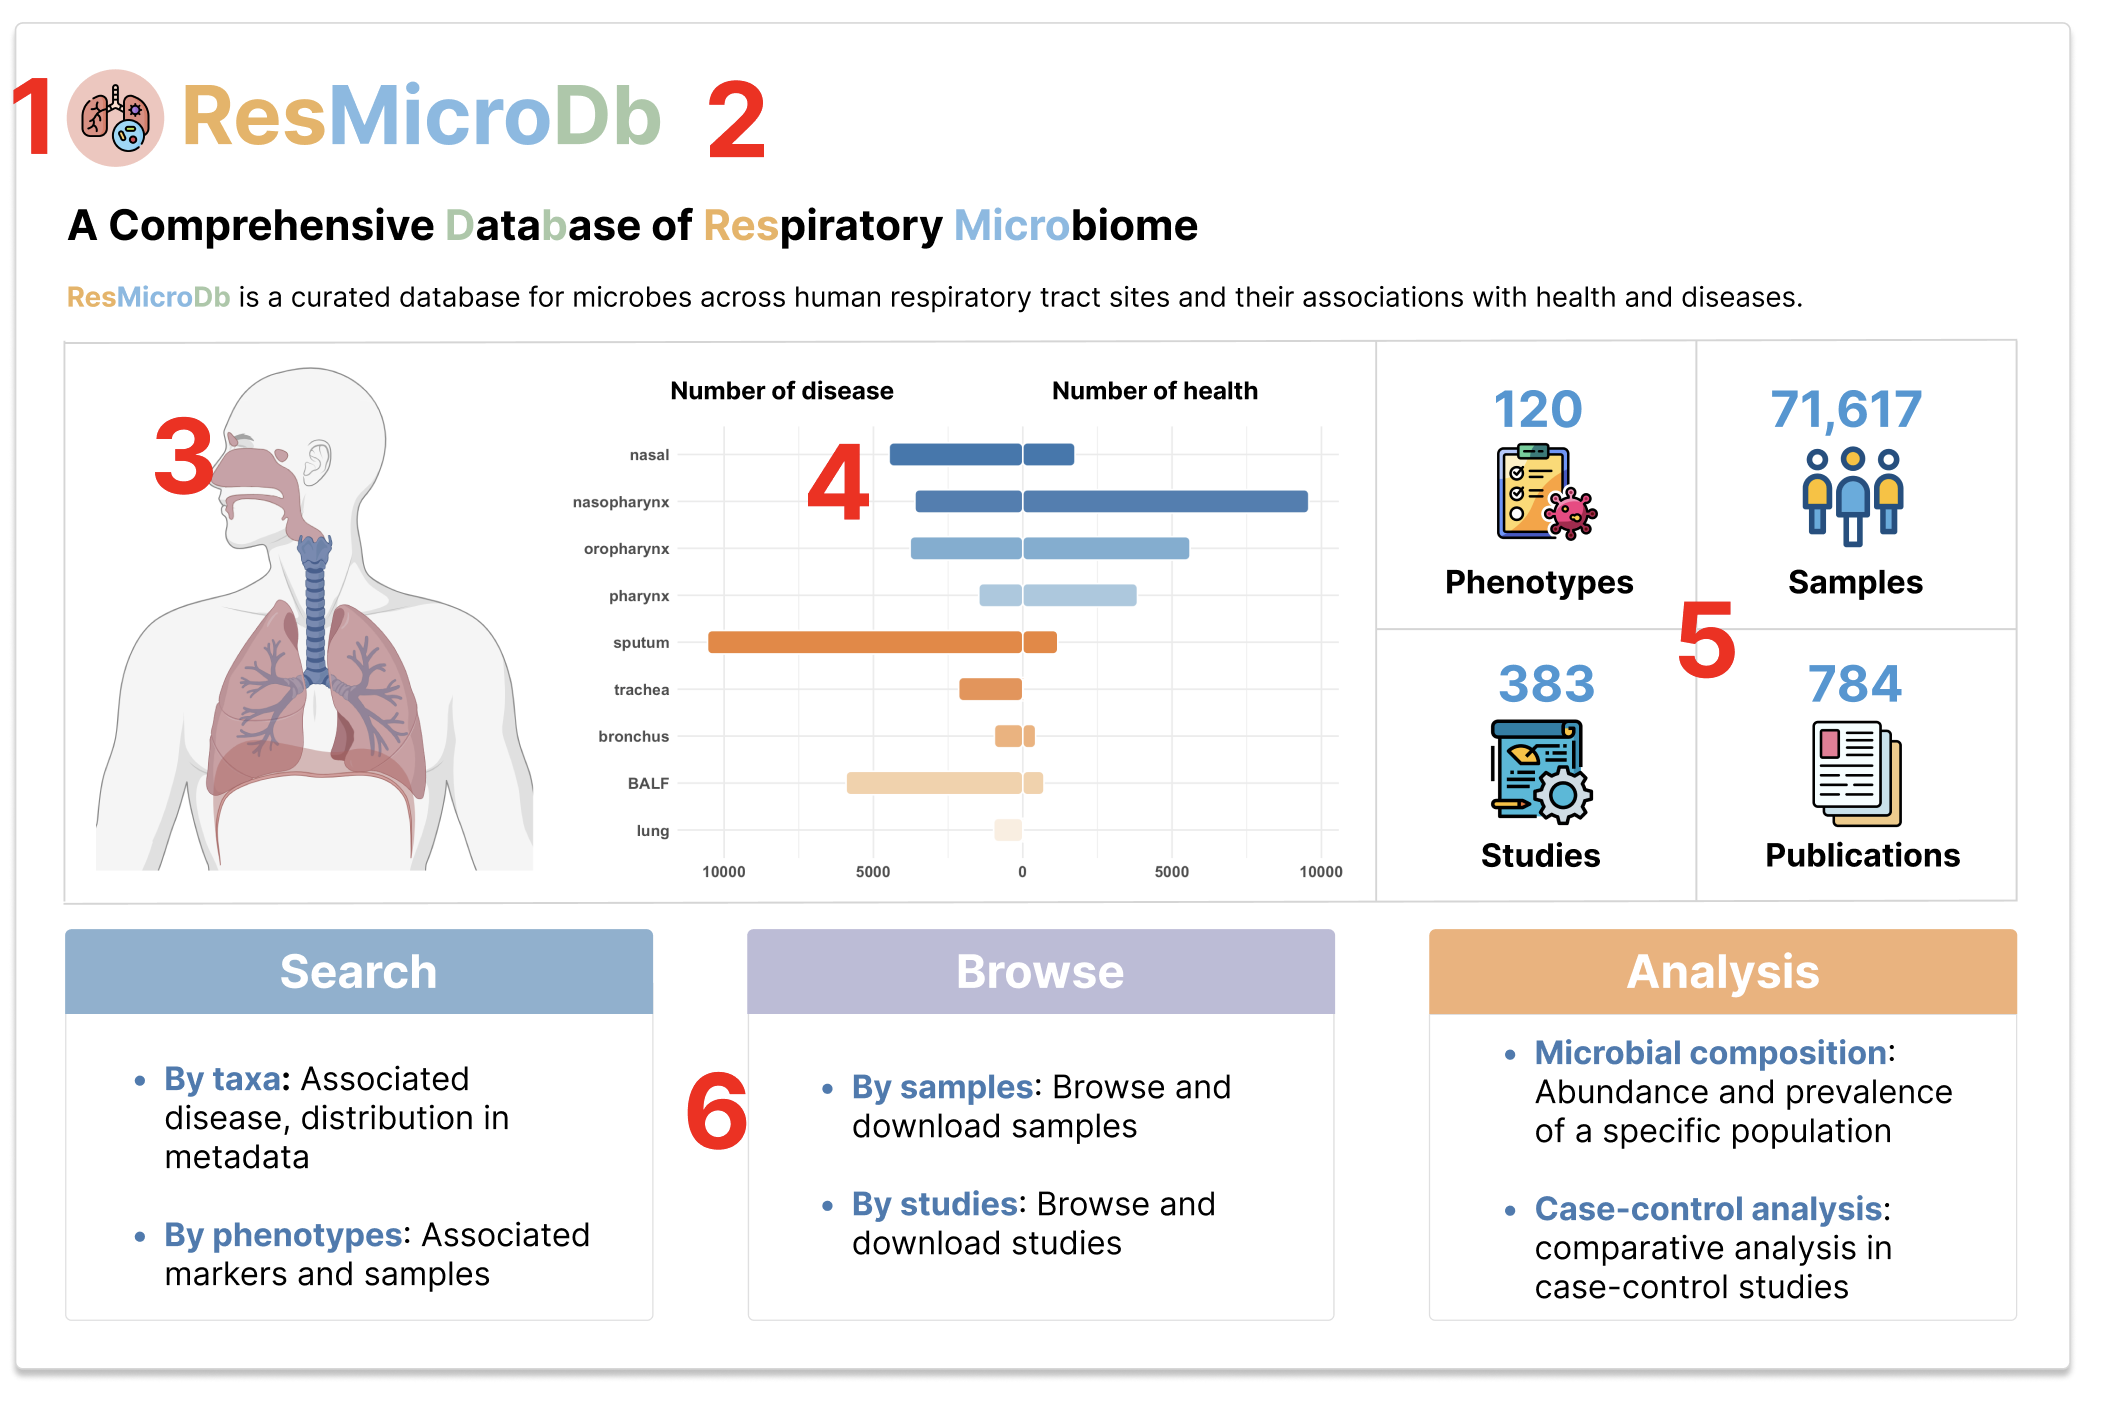 1 ResMicroDb 2
A Comprehensive Database of Respiratory Microbiome
ResMicroDb is a curated database for microbes across human respiratory tract sites and their associations with health and diseases.
3
Number of disease
Number of health
4
nasal
nasopharynx
oropharynx
pharynx
sputum
trachea
bronchus
BALF
lung
10000 5000 0 5000 10000
120
Phenotypes
71,617
Samples
5
383
Studies
784
Publications
Search
• By taxa: Associated
disease, distribution in
metadata
• By phenotypes: Associated
markers and samples
6
Browse
• By samples: Browse and
download samples
• By studies: Browse and
download studies
Analysis
• Microbial composition:
Abundance and prevalence
of a specific population
• Case-control analysis:
comparative analysis in
case-control studies